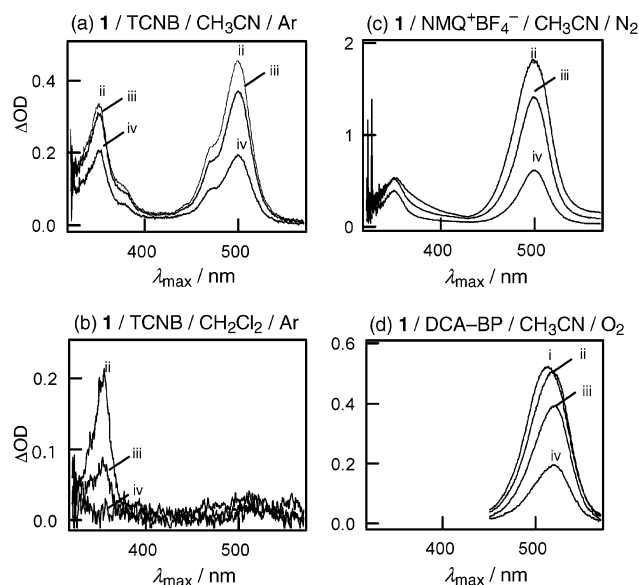 (a) 1 / TCNB / CH₃CN / Ar
0.4
0.2
0.0
ΔOD
ii
iii
iv
ii
iii
iv
400
500
λmax / nm
(c) 1 / NMQ⁺BF₄⁻ / CH₃CN / N₂
2
1
0
ii
iii
iv
400
500
λmax / nm
(b) 1 / TCNB / CH₂Cl₂ / Ar
0.2
0.1
0.0
ΔOD
ii
iii
iv
400
500
λmax / nm
(d) 1 / DCA–BP / CH₃CN / O₂
0.6
0.4
0.2
0.0
i
ii
iii
iv
400
500
λmax / nm